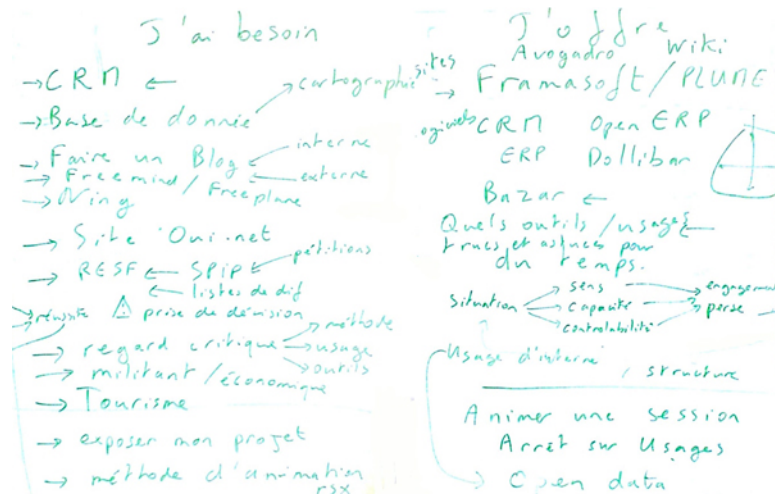 J'ai besoin
→ CRM ←
cartographie
→ Base de donnée
→ Faire un Blog
interne
externe
→ Freemind / Freeplane
→ Ning
→ Site Oui.net
→ RESF ← SPIP ← pétitions
← listes de dif
→ réussite ⚠ prise de décision
→ regard critique
→ méthode
→ usage
→ outils
→ militant / économique
→ Tourisme
→ exposer mon projet
→ méthode d'animation
rsx
J'offre
Avogadro Wiki
sites
→ Framasoft / PLUME
ogiciels CRM Open ERP
ERP Dollibar
Bazar ←
Quels outils / usages ←
trucs et astuces pour
du temps.
situation
→ sens → engagement
→ capacité → perse
→ controlabilité
Usage d'interne
/ structure
Animer une session
Arrêt sur Usages
→ Open data